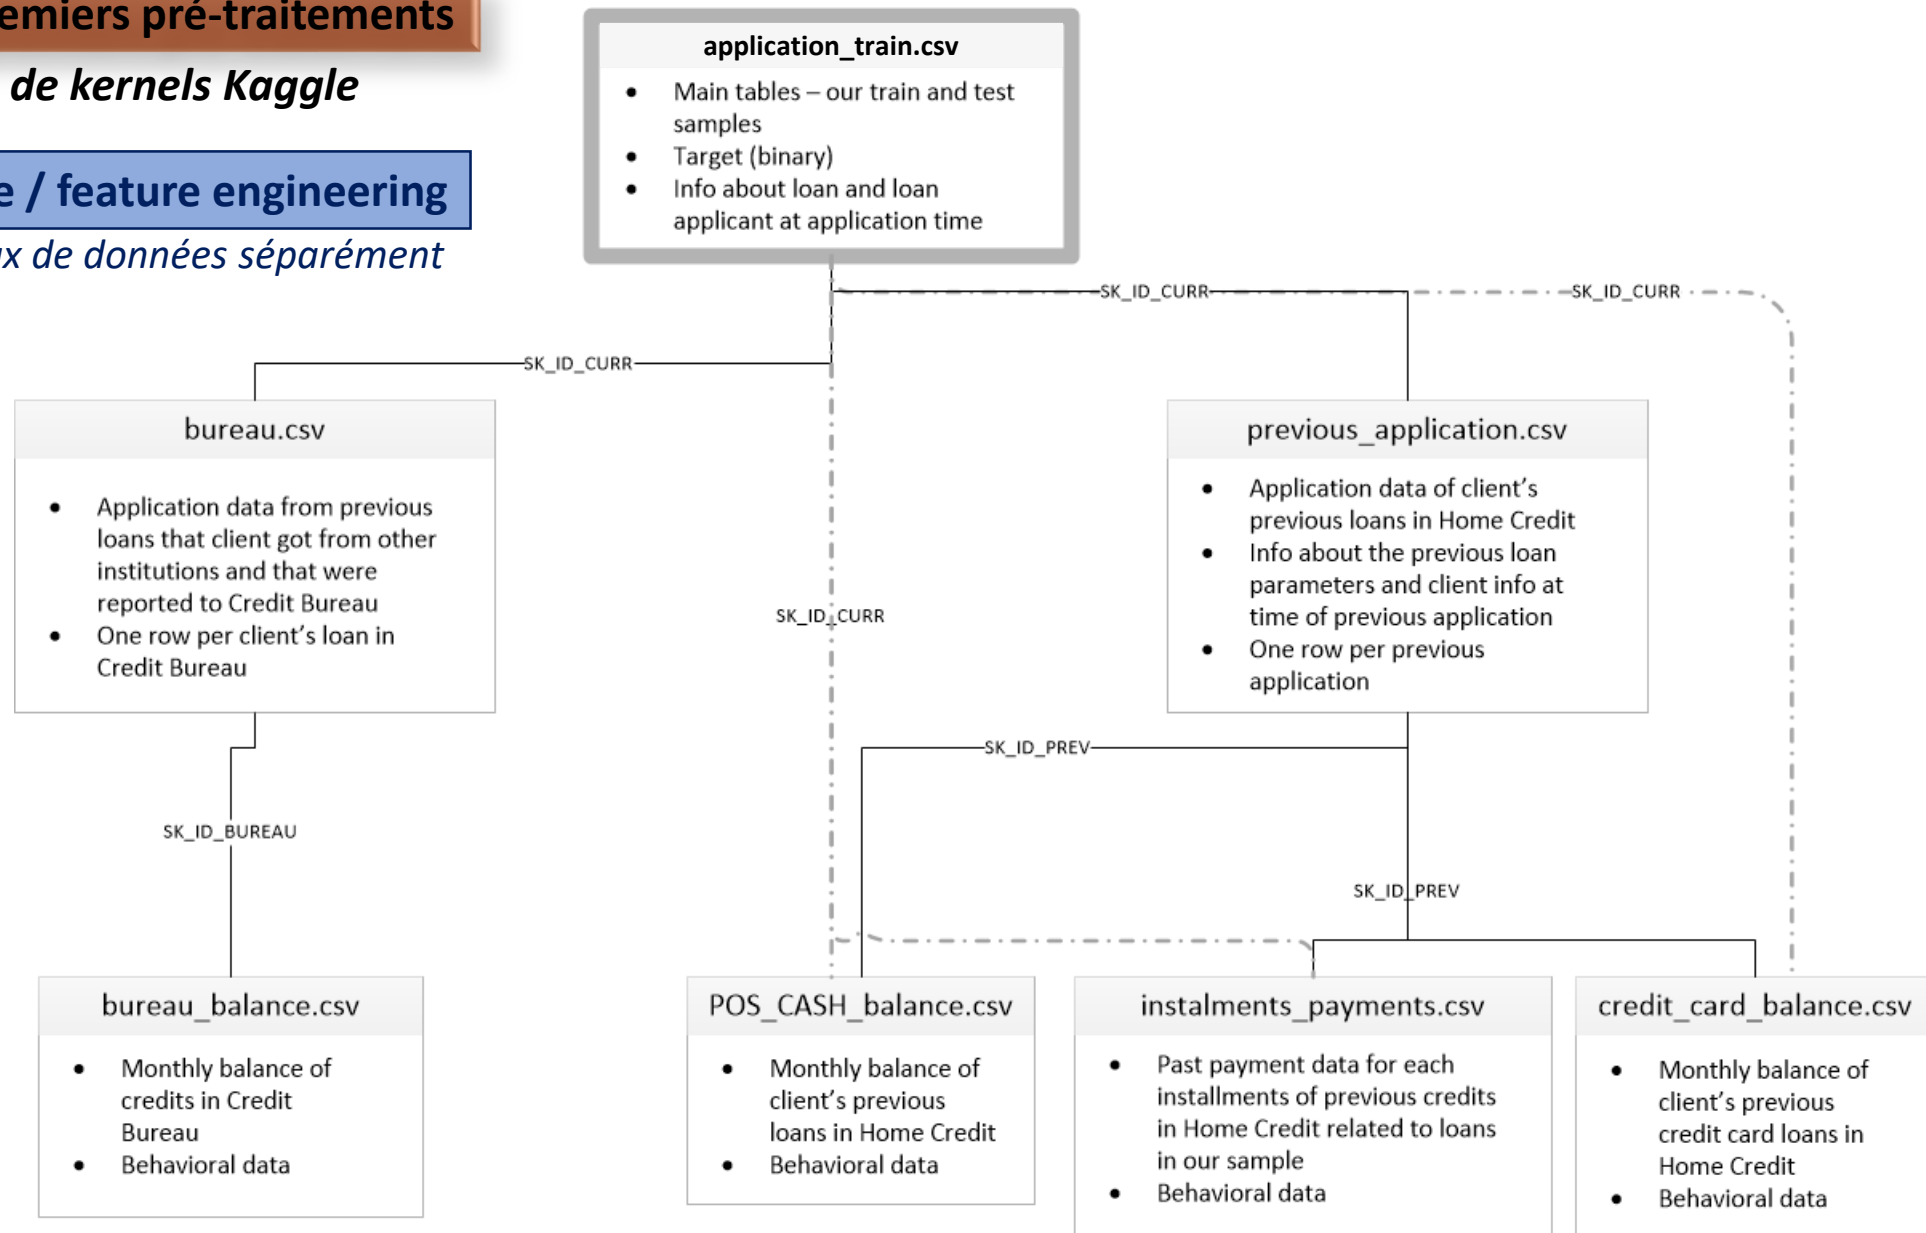 pré-traitements
de kernels Kaggle
/ feature engineering
de données séparément
application_train.csv
• Main tables – our train and test
samples
• Target (binary)
• Info about loan and loan
applicant at application time
SK_ID_CURR
SK_ID_CURR
SK_ID_CURR
bureau.csv
• Application data from previous
loans that client got from other
institutions and that were
reported to Credit Bureau
• One row per client’s loan in
Credit Bureau
previous_application.csv
• Application data of client’s
previous loans in Home Credit
• Info about the previous loan
parameters and client info at
time of previous application
• One row per previous
application
SK_ID_CURR
SK_ID_PREV
SK_ID_BUREAU
SK_ID_PREV
bureau_balance.csv
• Monthly balance of
credits in Credit
Bureau
• Behavioral data
POS_CASH_balance.csv
• Monthly balance of
client’s previous
loans in Home Credit
• Behavioral data
instalments_payments.csv
• Past payment data for each
installments of previous credits
in Home Credit related to loans
in our sample
• Behavioral data
credit_card_balance.csv
• Monthly balance of
client’s previous
credit card loans in
Home Credit
• Behavioral data